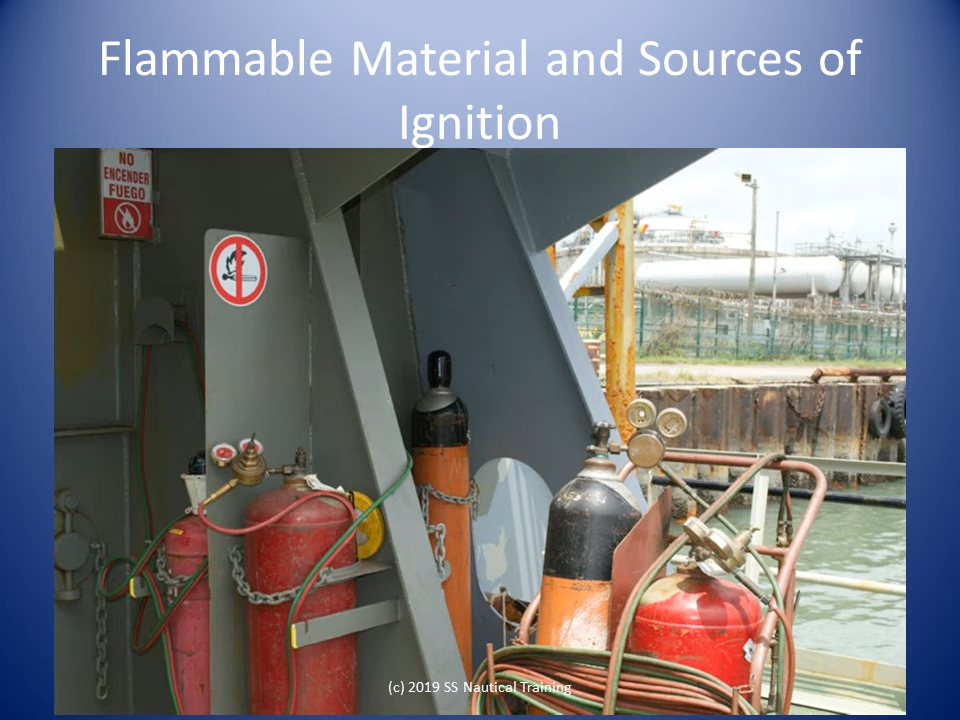 Flammable Material and Sources of
Ignition
NO
ENCENDER
FUEGO
(c) 2019 SS Nautical Training